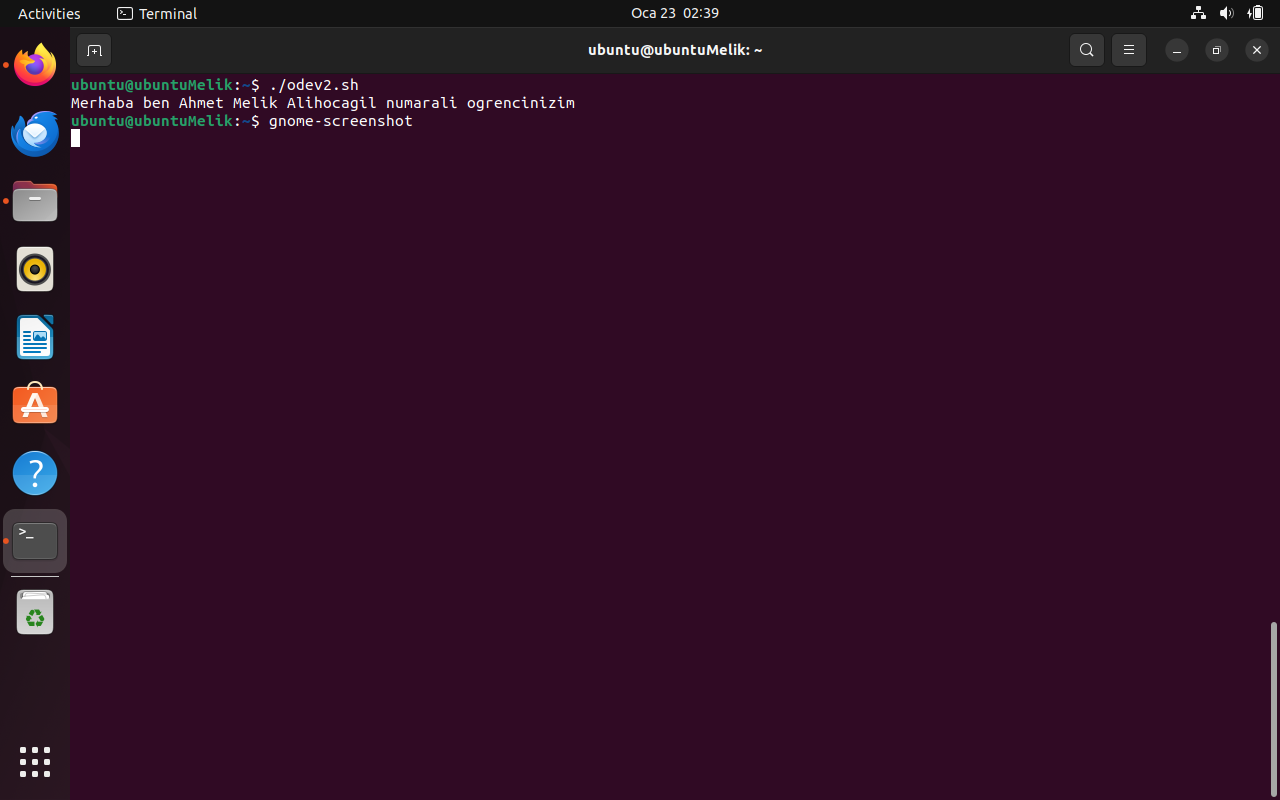 Activities
Terminal
Oca 23 02:39
ubuntu@ubuntuMelik: ~
ubuntu@ubuntuMelik:~$ ./odev2.sh
Merhaba ben Ahmet Melik Alihocagil numarali ogrencinizim
ubuntu@ubuntuMelik:~$ gnome-screenshot